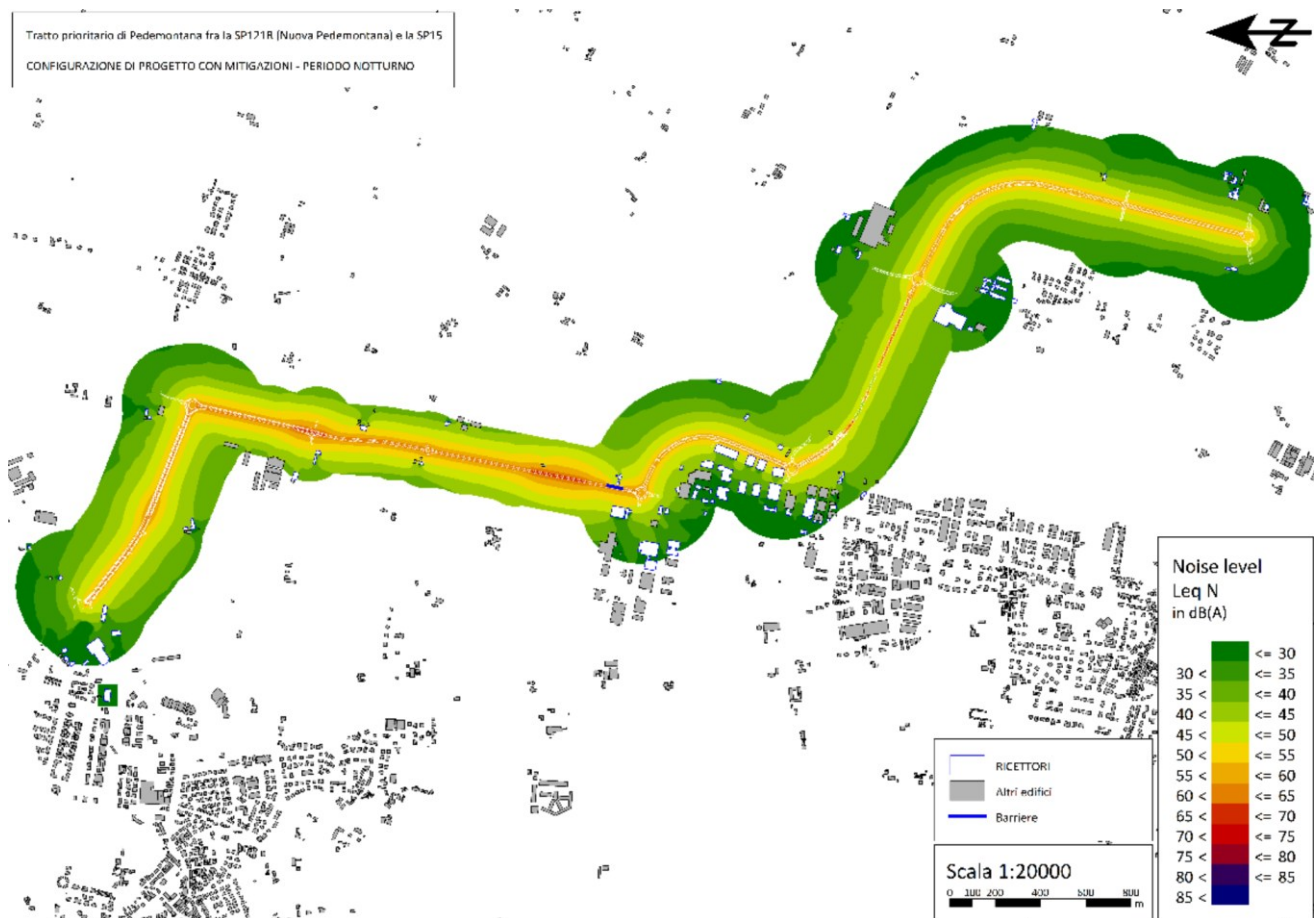 Tratto prioritario di Pedemontana fra la SP121R (Nuova Pedemontana) e la SP15
CONFIGURAZIONE DI PROGETTO CON MITIGAZIONI - PERIODO NOTTURNO
N
Noise level
Leq N
in dB(A)
<= 30
30 < <= 35
35 < <= 40
40 < <= 45
45 < <= 50
50 < <= 55
55 < <= 60
60 < <= 65
65 < <= 70
70 < <= 75
75 < <= 80
80 < <= 85
85 <
RICETTORI
Altri edifici
Barriere
Scala 1:20000
0 100 200 400 600 800
m